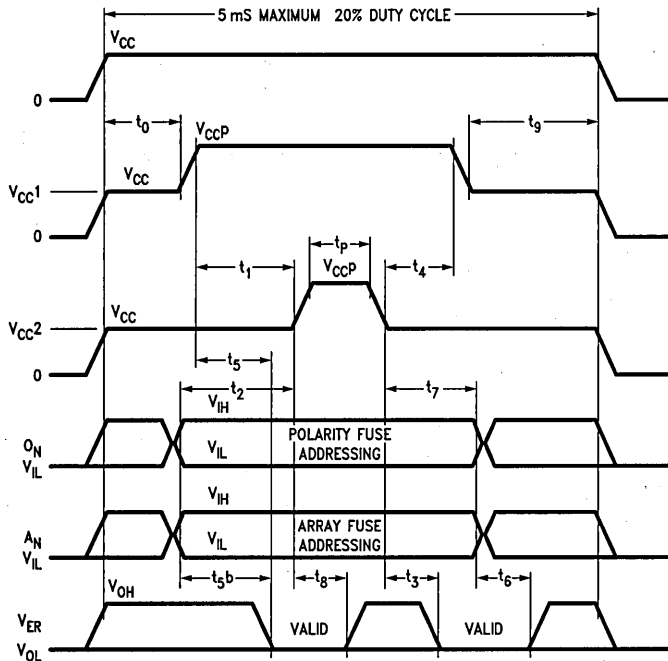 5 mS MAXIMUM 20% DUTY CYCLE
VCC
0
t0
VCCP
t9
VCC1
VCC
0
tP
t1
VCCP
t4
VCC2
VCC
t5
0
t2
t7
VIH
ON
VIL
POLARITY FUSE
ADDRESSING
VIL
VIH
AN
VIL
ARRAY FUSE
ADDRESSING
VIL
t5b
t8
t3
t6
VOH
VER
VALID
VALID
VOL